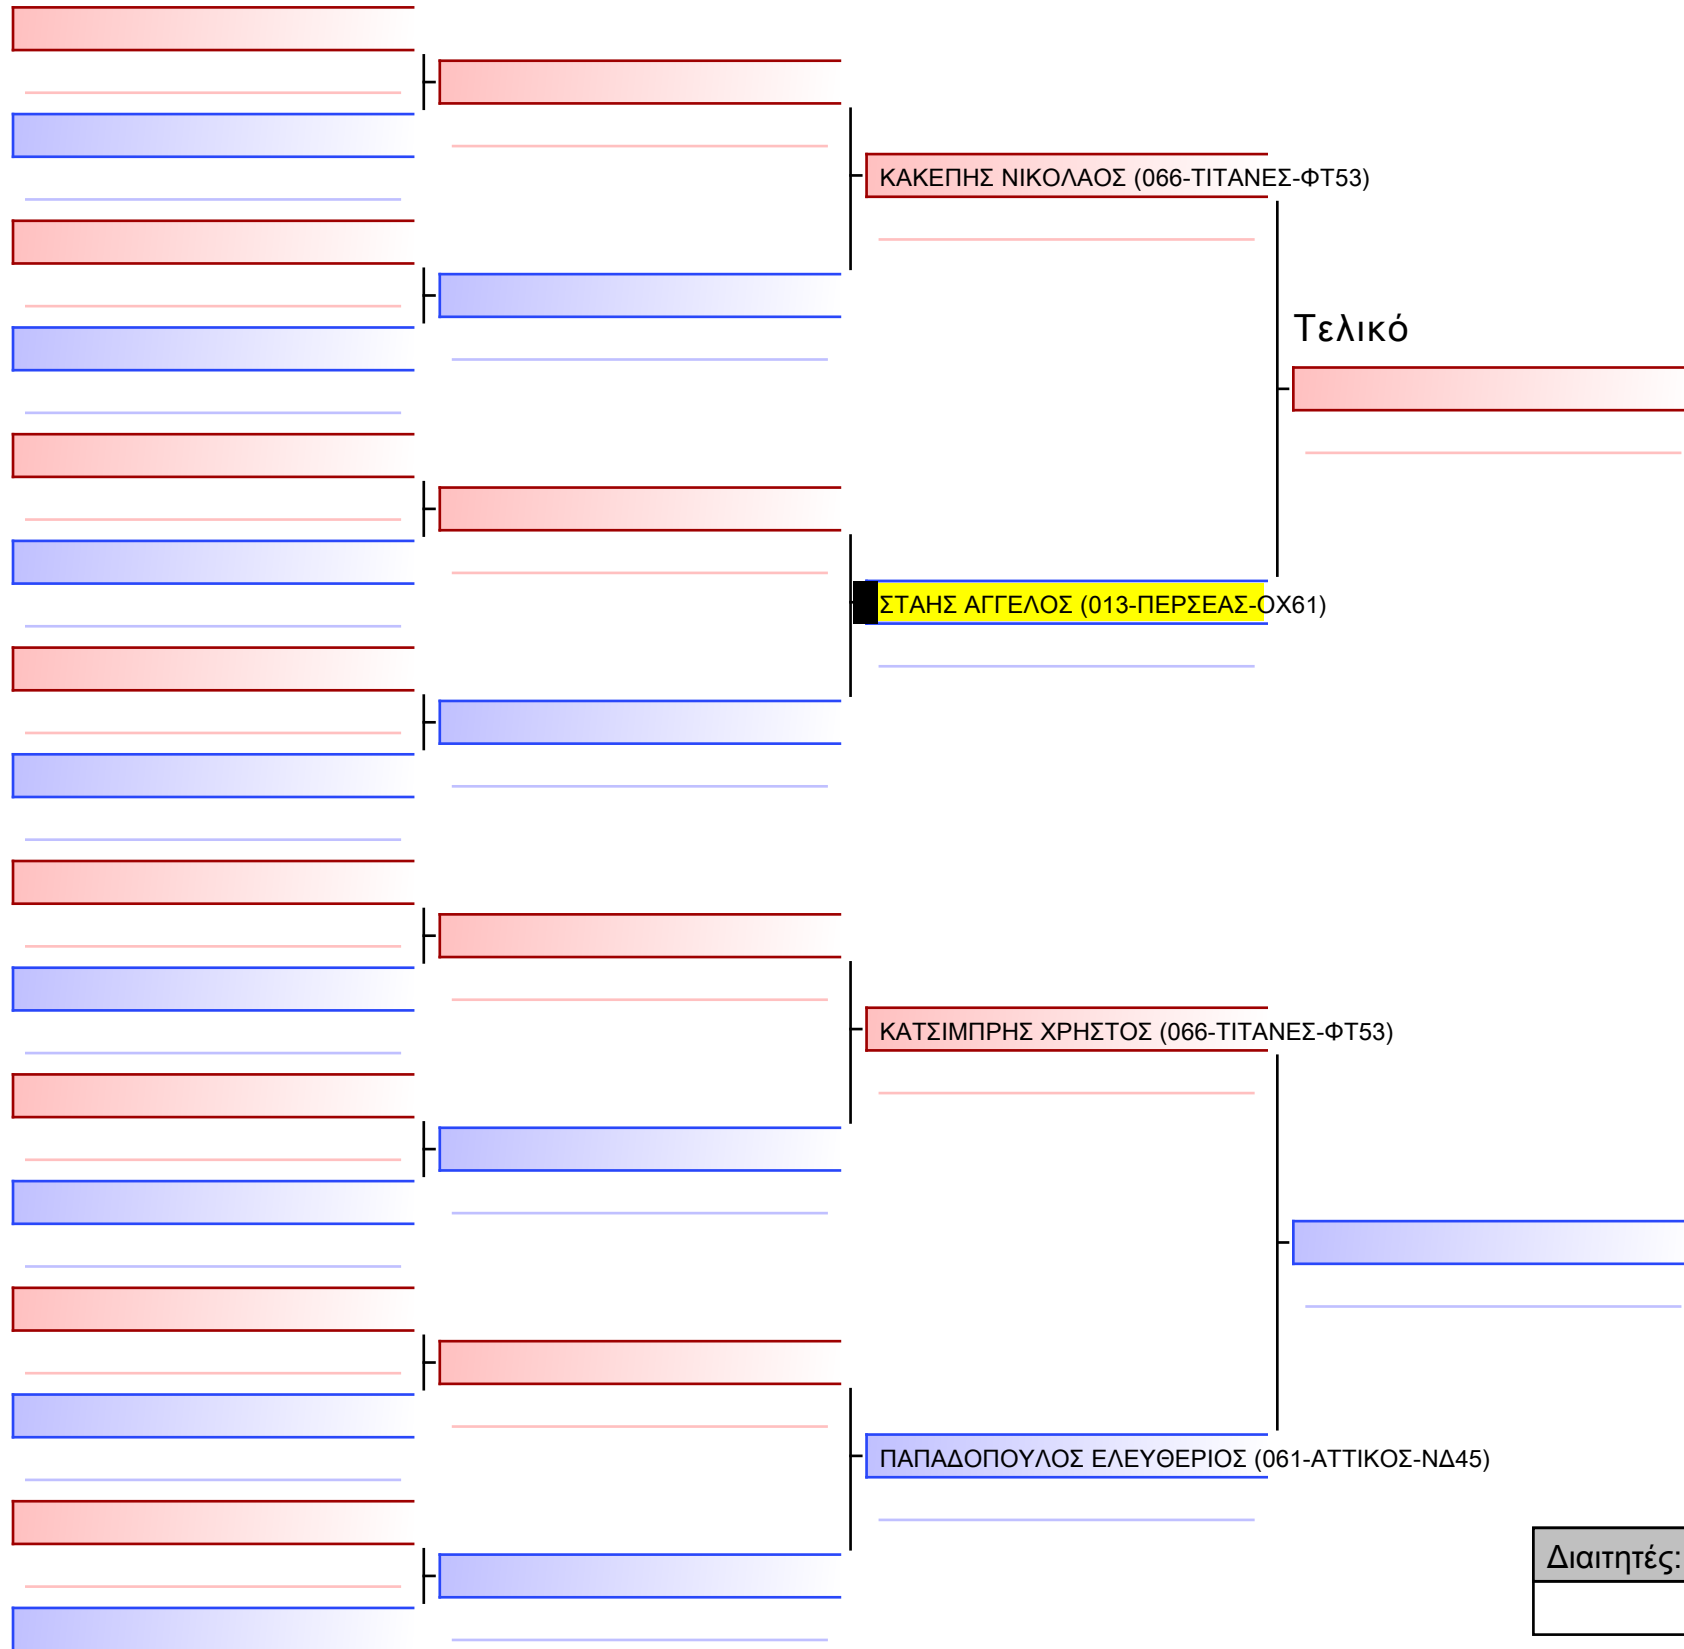 ΚΑΚΕΠΗΣ ΝΙΚΟΛΑΟΣ (066-ΤΙΤΑΝΕΣ-ΦΤ53)
Τελικό
ΣΤΑΗΣ ΑΓΓΕΛΟΣ (013-ΠΕΡΣΕΑΣ-ΟΧ61)
ΚΑΤΣΙΜΠΡΗΣ ΧΡΗΣΤΟΣ (066-ΤΙΤΑΝΕΣ-ΦΤ53)
ΠΑΠΑΔΟΠΟΥΛΟΣ ΕΛΕΥΘΕΡΙΟΣ (061-ΑΤΤΙΚΟΣ-ΝΔ45)
Διαιτητές: